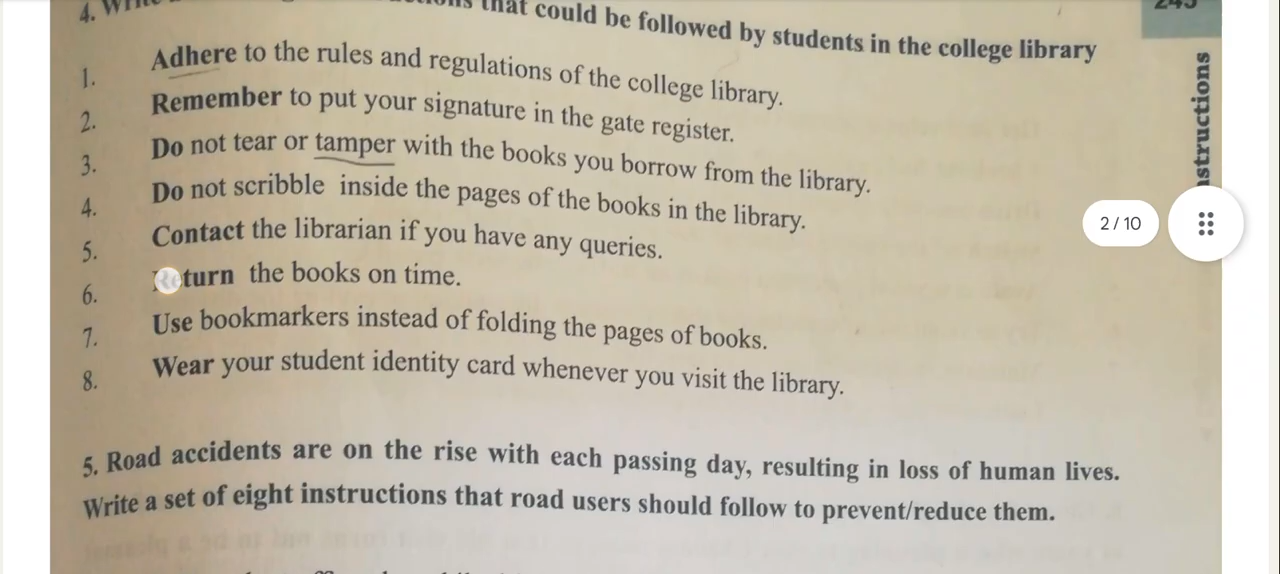 4. Write that could be followed by students in the college library
1. Adhere to the rules and regulations of the college library.
2. Remember to put your signature in the gate register.
3. Do not tear or tamper with the books you borrow from the library.
4. Do not scribble inside the pages of the books in the library.
5. Contact the librarian if you have any queries.
6. Return the books on time.
7. Use bookmarkers instead of folding the pages of books.
8. Wear your student identity card whenever you visit the library.
5. Road accidents are on the rise with each passing day, resulting in loss of human lives.
Write a set of eight instructions that road users should follow to prevent/reduce them.
structions
2 / 10